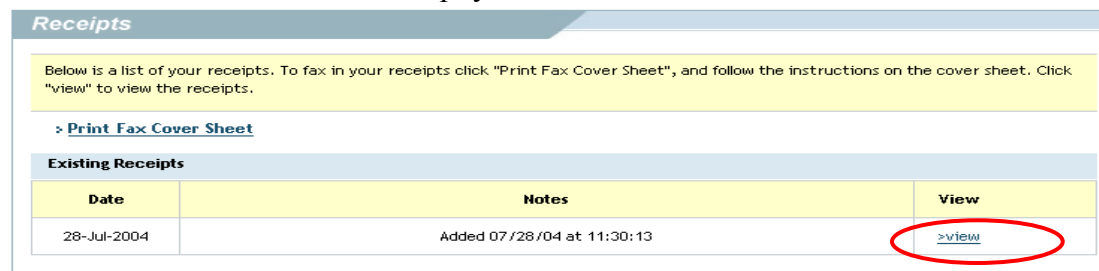 Receipts
Below is a list of your receipts. To fax in your receipts click "Print Fax Cover Sheet", and follow the instructions on the cover sheet. Click
"view" to view the receipts.
> Print Fax Cover Sheet
Existing Receipts
Date Notes View
28-Jul-2004 Added 07/28/04 at 11:30:13 >view